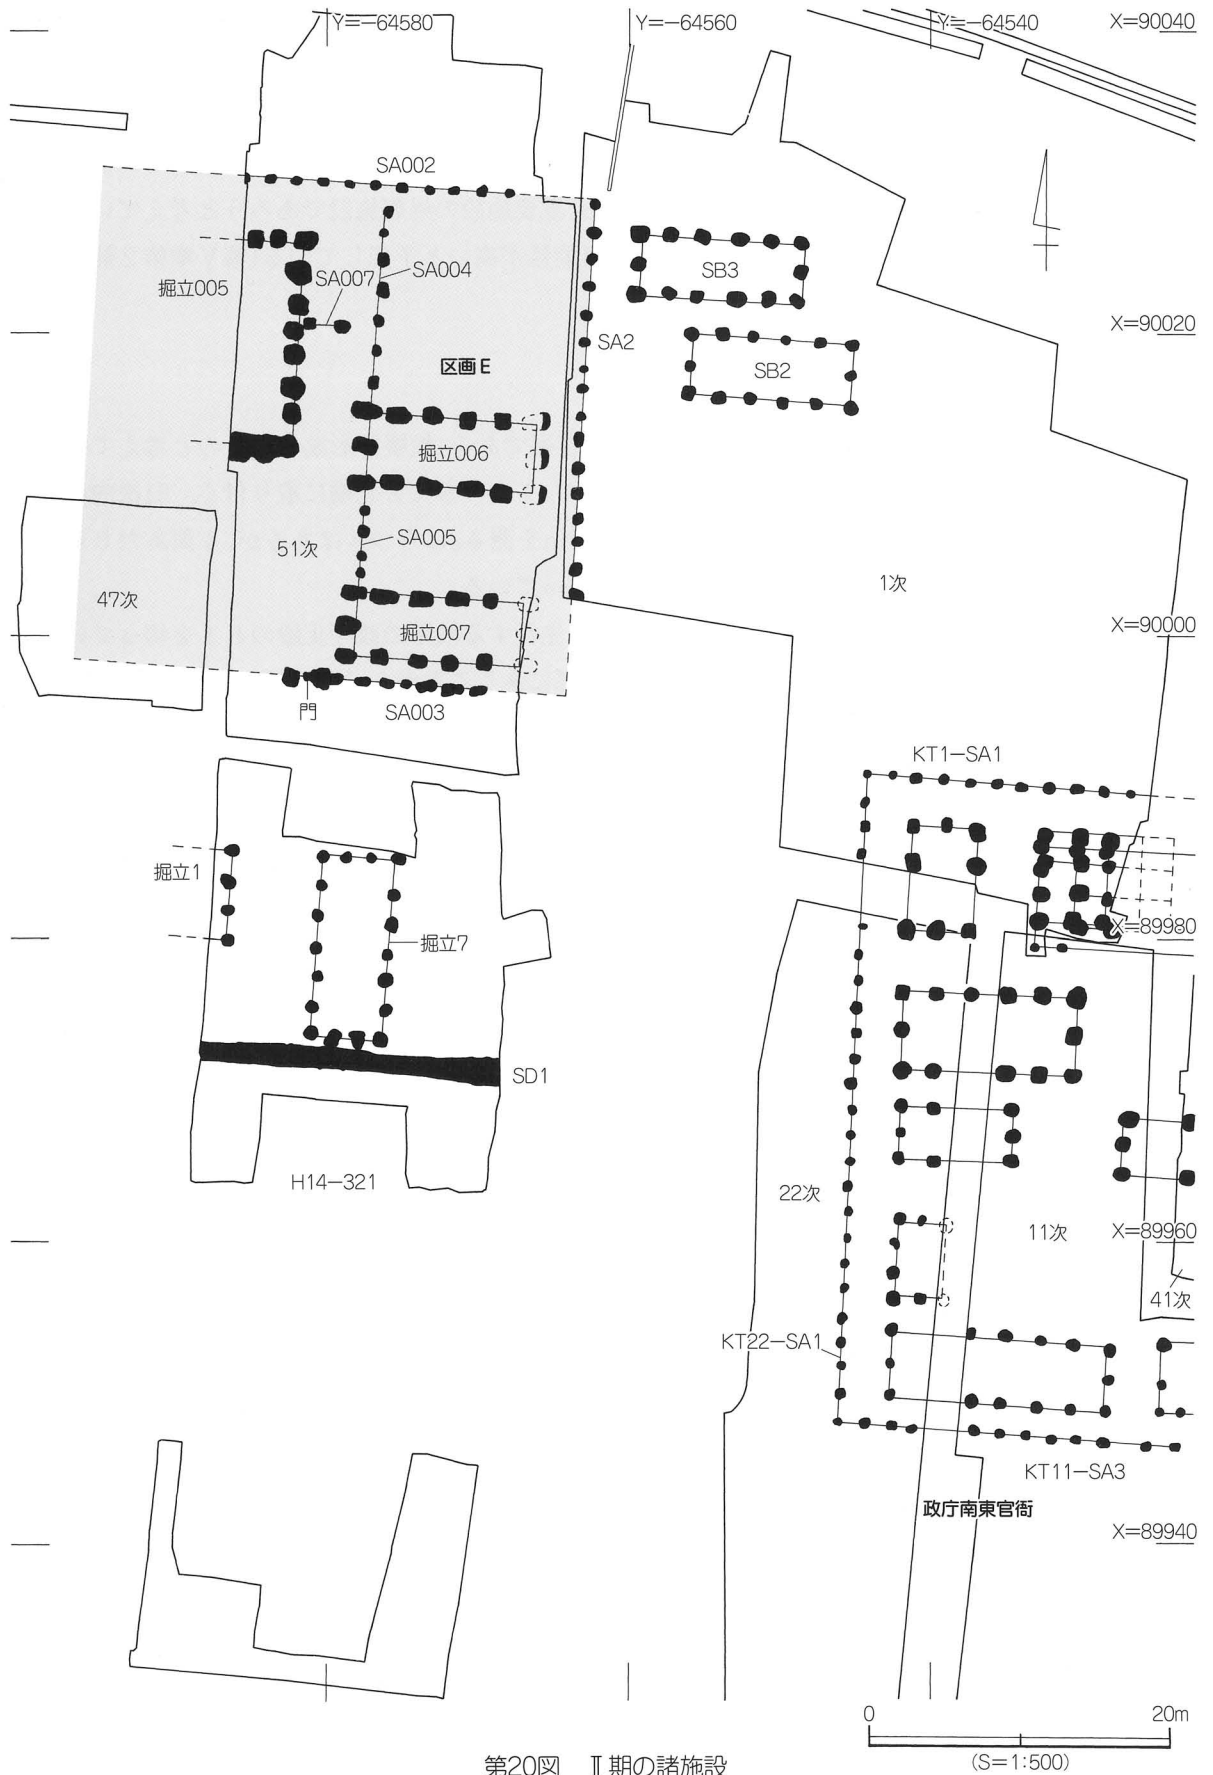 Y=−64580
Y=−64560
Y=−64540
X=90040
SA002
掘立005
SA007
SA004
SB3
SA2
X=90020
区画E
SB2
掘立006
51次
SA005
1次
47次
掘立007
X=90000
門
SA003
KT1−SA1
掘立1
掘立7
X=89980
SD1
H14−321
22次
11次
X=89960
41次
KT22−SA1
KT11−SA3
政庁南東官衙
X=89940
0
20m
(S=1:500)
第20図 Ⅱ期の諸施設